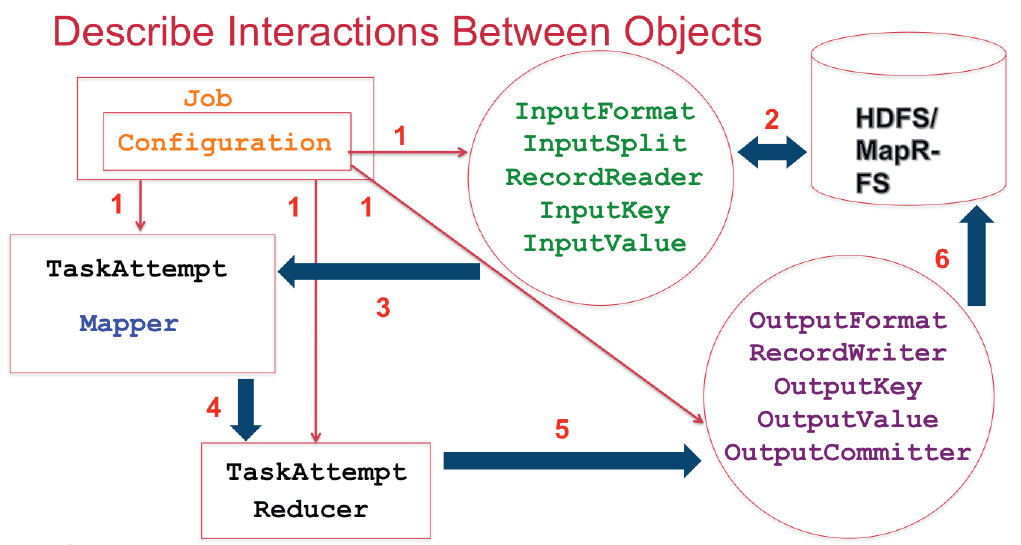 Describe Interactions Between Objects
Job
Configuration
1
1
1
1
InputFormat
InputSplit
RecordReader
InputKey
InputValue
2
HDFS/
MapR-
FS
TaskAttempt
Mapper
3
4
TaskAttempt
Reducer
5
OutputFormat
RecordWriter
OutputKey
OutputValue
OutputCommitter
6